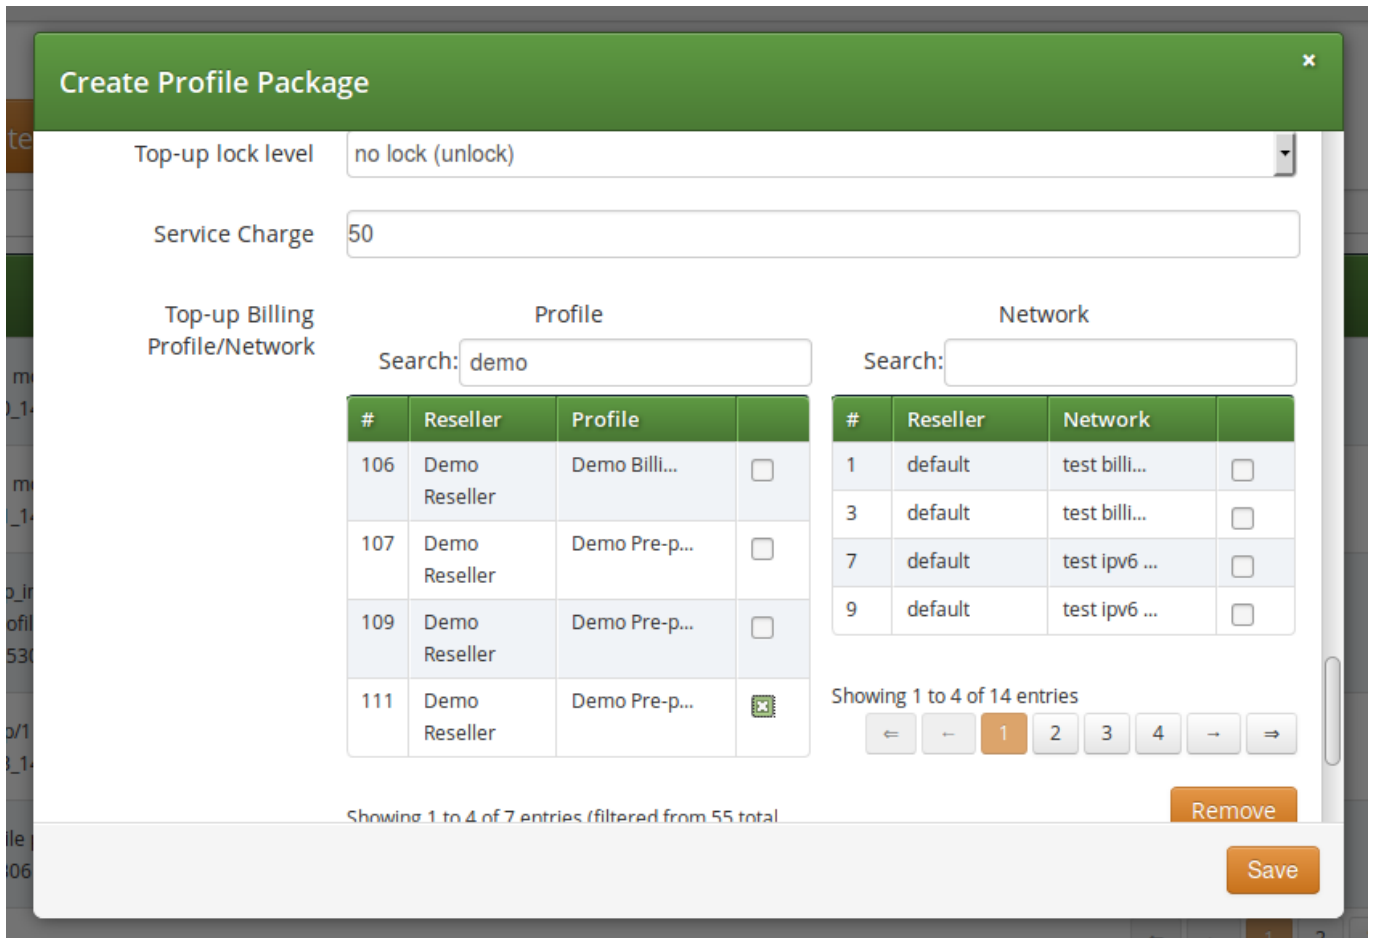 Create Profile Package
×
Top-up lock level
no lock (unlock)
Service Charge
50
Top-up Billing
Profile/Network
Profile
Search: demo
# Reseller Profile
106 Demo Reseller Demo Billi...
107 Demo Reseller Demo Pre-p...
109 Demo Reseller Demo Pre-p...
111 Demo Reseller Demo Pre-p...
Showing 1 to 4 of 7 entries (filtered from 55 total
Network
Search:
# Reseller Network
1 default test billi...
3 default test billi...
7 default test ipv6 ...
9 default test ipv6 ...
Showing 1 to 4 of 14 entries
⇐ ← 1 2 3 4 → ⇒
Remove
Save